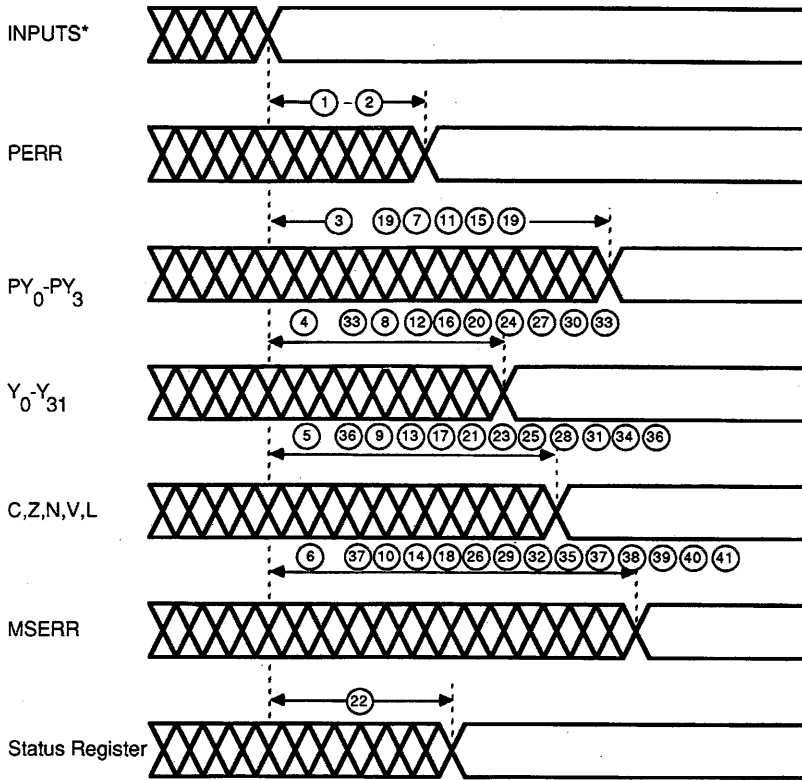 INPUTS*
1 - 2
PERR
3 19 7 11 15 19
PY0-PY3
4 33 8 12 16 20 24 27 30 33
Y0-Y31
5 36 9 13 17 21 23 25 28 31 34 36
C,Z,N,V,L
6 37 10 14 18 26 29 32 35 37 38 39 40 41
MSERR
22
Status Register